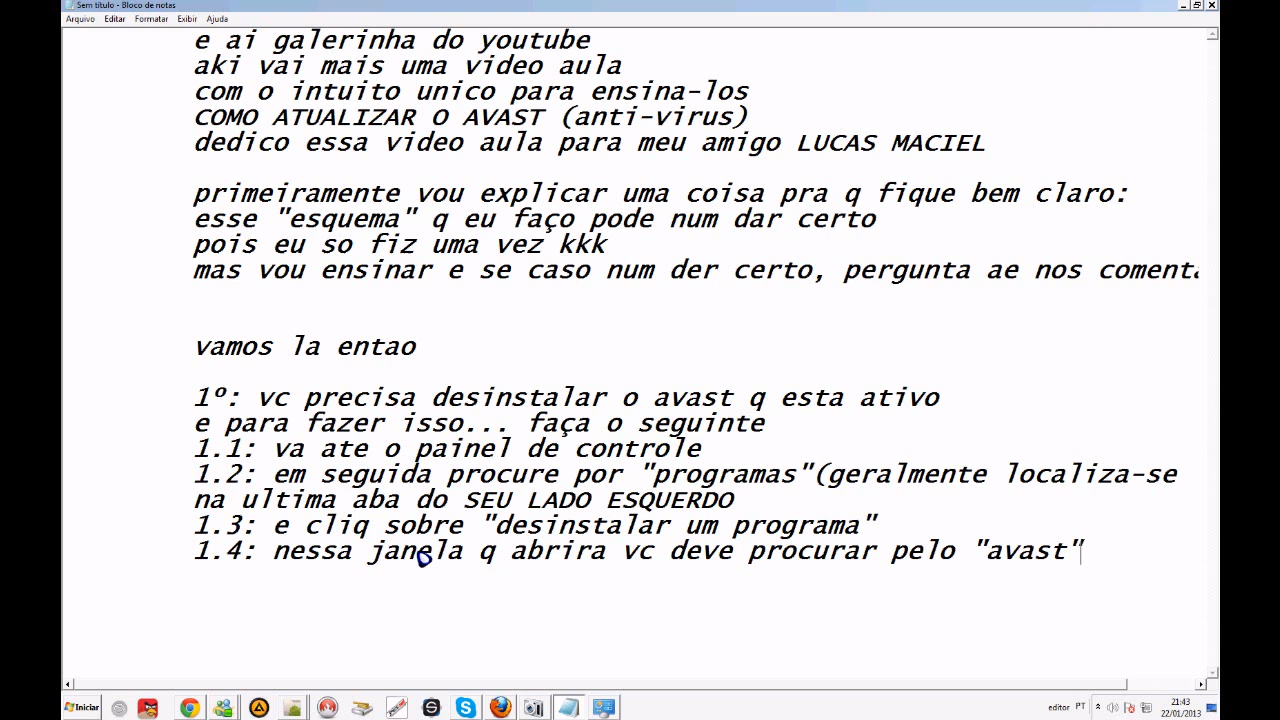 Sem título - Bloco de notas
Arquivo Editar Formatar Exibir Ajuda
e ai galerinha do youtube
aki vai mais uma video aula
com o intuito unico para ensina-los
COMO ATUALIZAR O AVAST (anti-virus)
dedico essa video aula para meu amigo LUCAS MACIEL
primeiramente vou explicar uma coisa pra q fique bem claro:
esse "esquema" q eu faço pode num dar certo
pois eu so fiz uma vez kkk
mas vou ensinar e se caso num der certo, pergunta ae nos comenta
vamos la entao
1º: vc precisa desinstalar o avast q esta ativo
e para fazer isso... faça o seguinte
1.1: va ate o painel de controle
1.2: em seguida procure por "programas"(geralmente localiza-se
na ultima aba do SEU LADO ESQUERDO
1.3: e cliq sobre "desinstalar um programa"
1.4: nessa janela q abrira vc deve procurar pelo "avast"
Iniciar
editor PT
21:43
22/01/2013